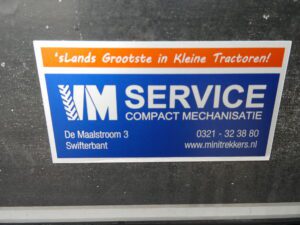 'sLands Grootste in Kleine Tractoren!
IM SERVICE
COMPACT MECHANISATIE
De Maalstroom 3 0321 - 32 38 80
Swifterbant www.minitrekkers.nl